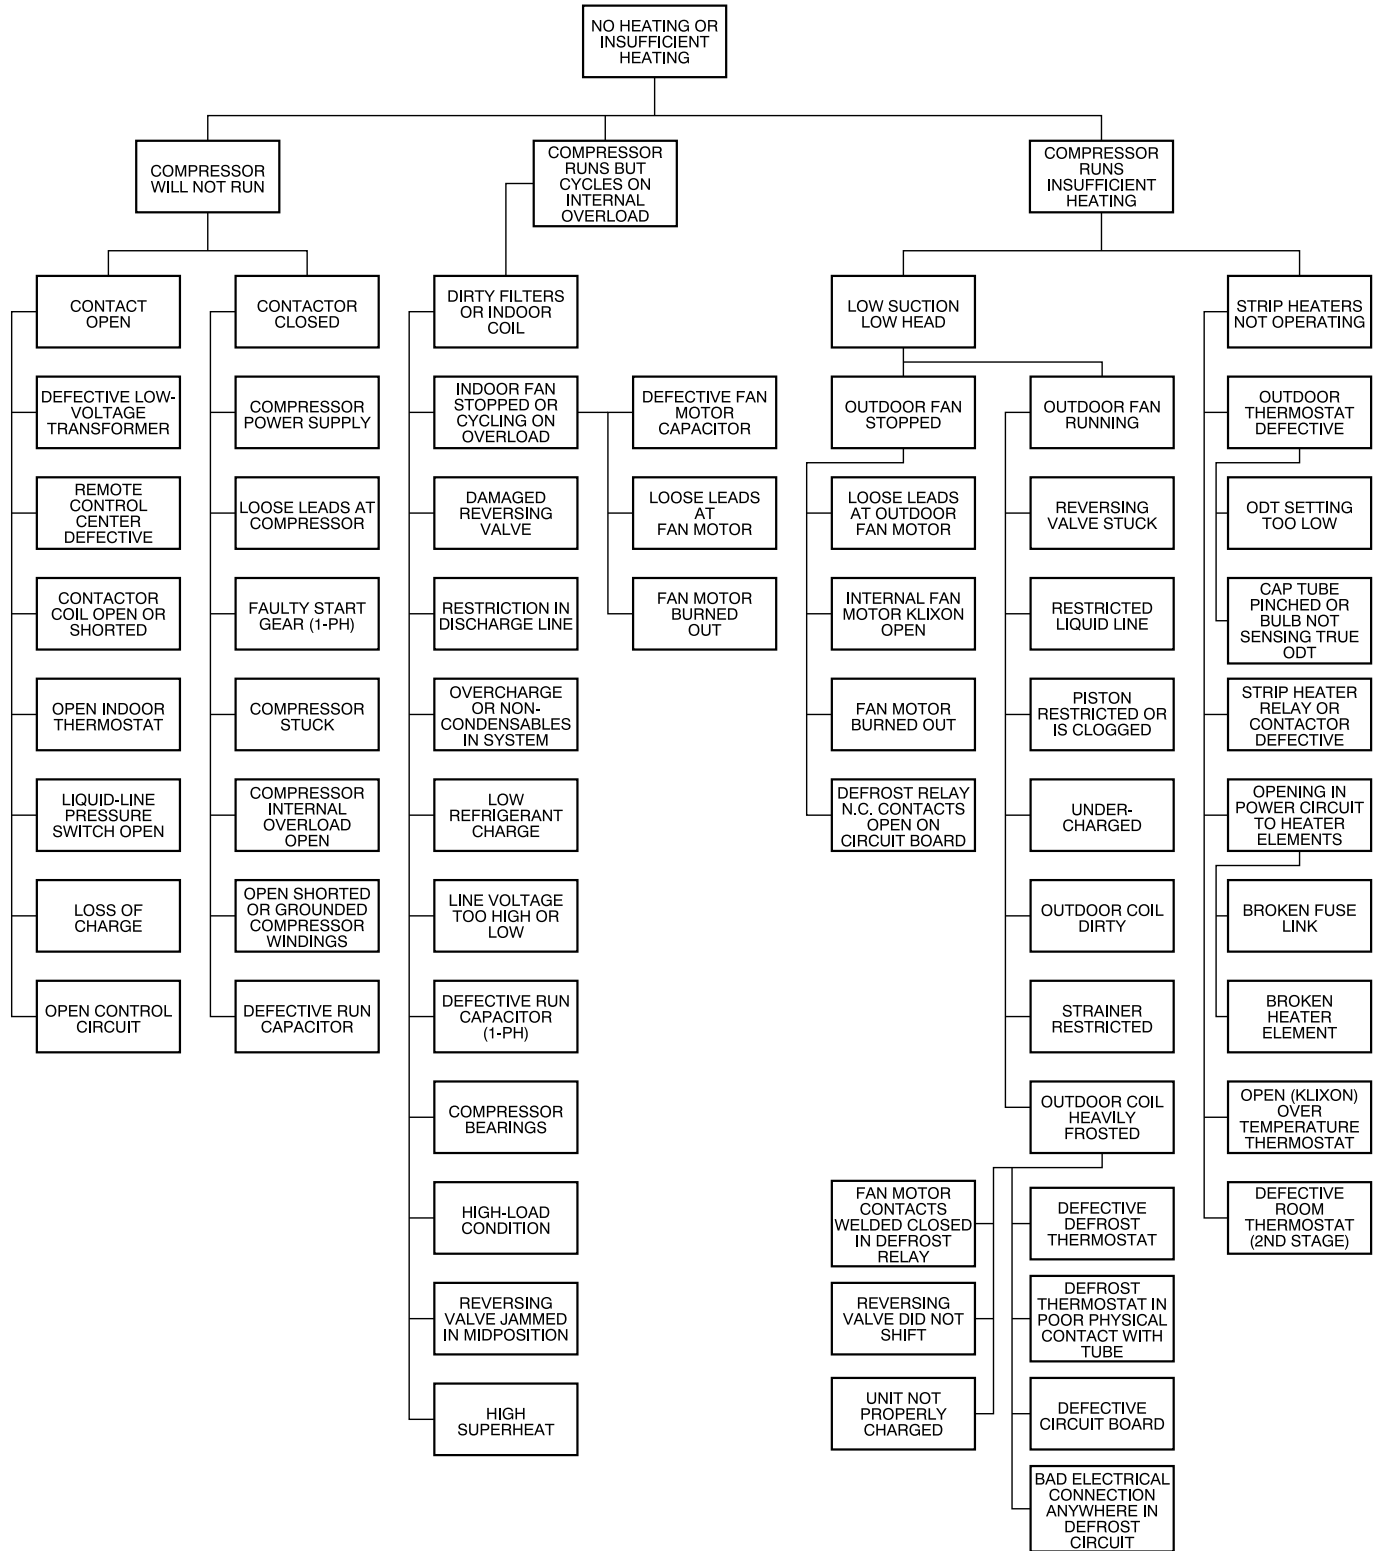 NO HEATING OR
INSUFFICIENT
HEATING
COMPRESSOR
WILL NOT RUN
COMPRESSOR
RUNS BUT
CYCLES ON
INTERNAL
OVERLOAD
COMPRESSOR
RUNS
INSUFFICIENT
HEATING
CONTACT
OPEN
DEFECTIVE LOW-
VOLTAGE
TRANSFORMER
REMOTE
CONTROL
CENTER
DEFECTIVE
CONTACTOR
COIL OPEN OR
SHORTED
OPEN INDOOR
THERMOSTAT
LIQUID-LINE
PRESSURE
SWITCH OPEN
LOSS OF
CHARGE
OPEN CONTROL
CIRCUIT
CONTACTOR
CLOSED
COMPRESSOR
POWER SUPPLY
LOOSE LEADS AT
COMPRESSOR
FAULTY START
GEAR (1-PH)
COMPRESSOR
STUCK
COMPRESSOR
INTERNAL
OVERLOAD
OPEN
OPEN SHORTED
OR GROUNDED
COMPRESSOR
WINDINGS
DEFECTIVE RUN
CAPACITOR
DIRTY FILTERS
OR INDOOR
COIL
INDOOR FAN
STOPPED OR
CYCLING ON
OVERLOAD
DAMAGED
REVERSING
VALVE
RESTRICTION IN
DISCHARGE LINE
OVERCHARGE
OR NON-
CONDENSABLES
IN SYSTEM
LOW
REFRIGERANT
CHARGE
LINE VOLTAGE
TOO HIGH OR
LOW
DEFECTIVE RUN
CAPACITOR
(1-PH)
COMPRESSOR
BEARINGS
HIGH-LOAD
CONDITION
REVERSING
VALVE JAMMED
IN MIDPOSITION
HIGH
SUPERHEAT
DEFECTIVE FAN
MOTOR
CAPACITOR
LOOSE LEADS
AT
FAN MOTOR
FAN MOTOR
BURNED
OUT
LOW SUCTION
LOW HEAD
OUTDOOR FAN
STOPPED
LOOSE LEADS
AT OUTDOOR
FAN MOTOR
INTERNAL FAN
MOTOR KLIXON
OPEN
FAN MOTOR
BURNED OUT
DEFROST RELAY
N.C. CONTACTS
OPEN ON
CIRCUIT BOARD
OUTDOOR FAN
RUNNING
REVERSING
VALVE STUCK
RESTRICTED
LIQUID LINE
PISTON
RESTRICTED OR
IS CLOGGED
UNDER-
CHARGED
OUTDOOR COIL
DIRTY
STRAINER
RESTRICTED
OUTDOOR COIL
HEAVILY
FROSTED
FAN MOTOR
CONTACTS
WELDED CLOSED
IN DEFROST
RELAY
REVERSING
VALVE DID NOT
SHIFT
UNIT NOT
PROPERLY
CHARGED
DEFECTIVE
DEFROST
THERMOSTAT
DEFROST
THERMOSTAT IN
POOR PHYSICAL
CONTACT WITH
TUBE
DEFECTIVE
CIRCUIT BOARD
BAD ELECTRICAL
CONNECTION
ANYWHERE IN
DEFROST
CIRCUIT
STRIP HEATERS
NOT OPERATING
OUTDOOR
THERMOSTAT
DEFECTIVE
ODT SETTING
TOO LOW
CAP TUBE
PINCHED OR
BULB NOT
SENSING TRUE
ODT
STRIP HEATER
RELAY OR
CONTACTOR
DEFECTIVE
OPENING IN
POWER CIRCUIT
TO HEATER
ELEMENTS
BROKEN FUSE
LINK
BROKEN
HEATER
ELEMENT
OPEN (KLIXON)
OVER
TEMPERATURE
THERMOSTAT
DEFECTIVE
ROOM
THERMOSTAT
(2ND STAGE)